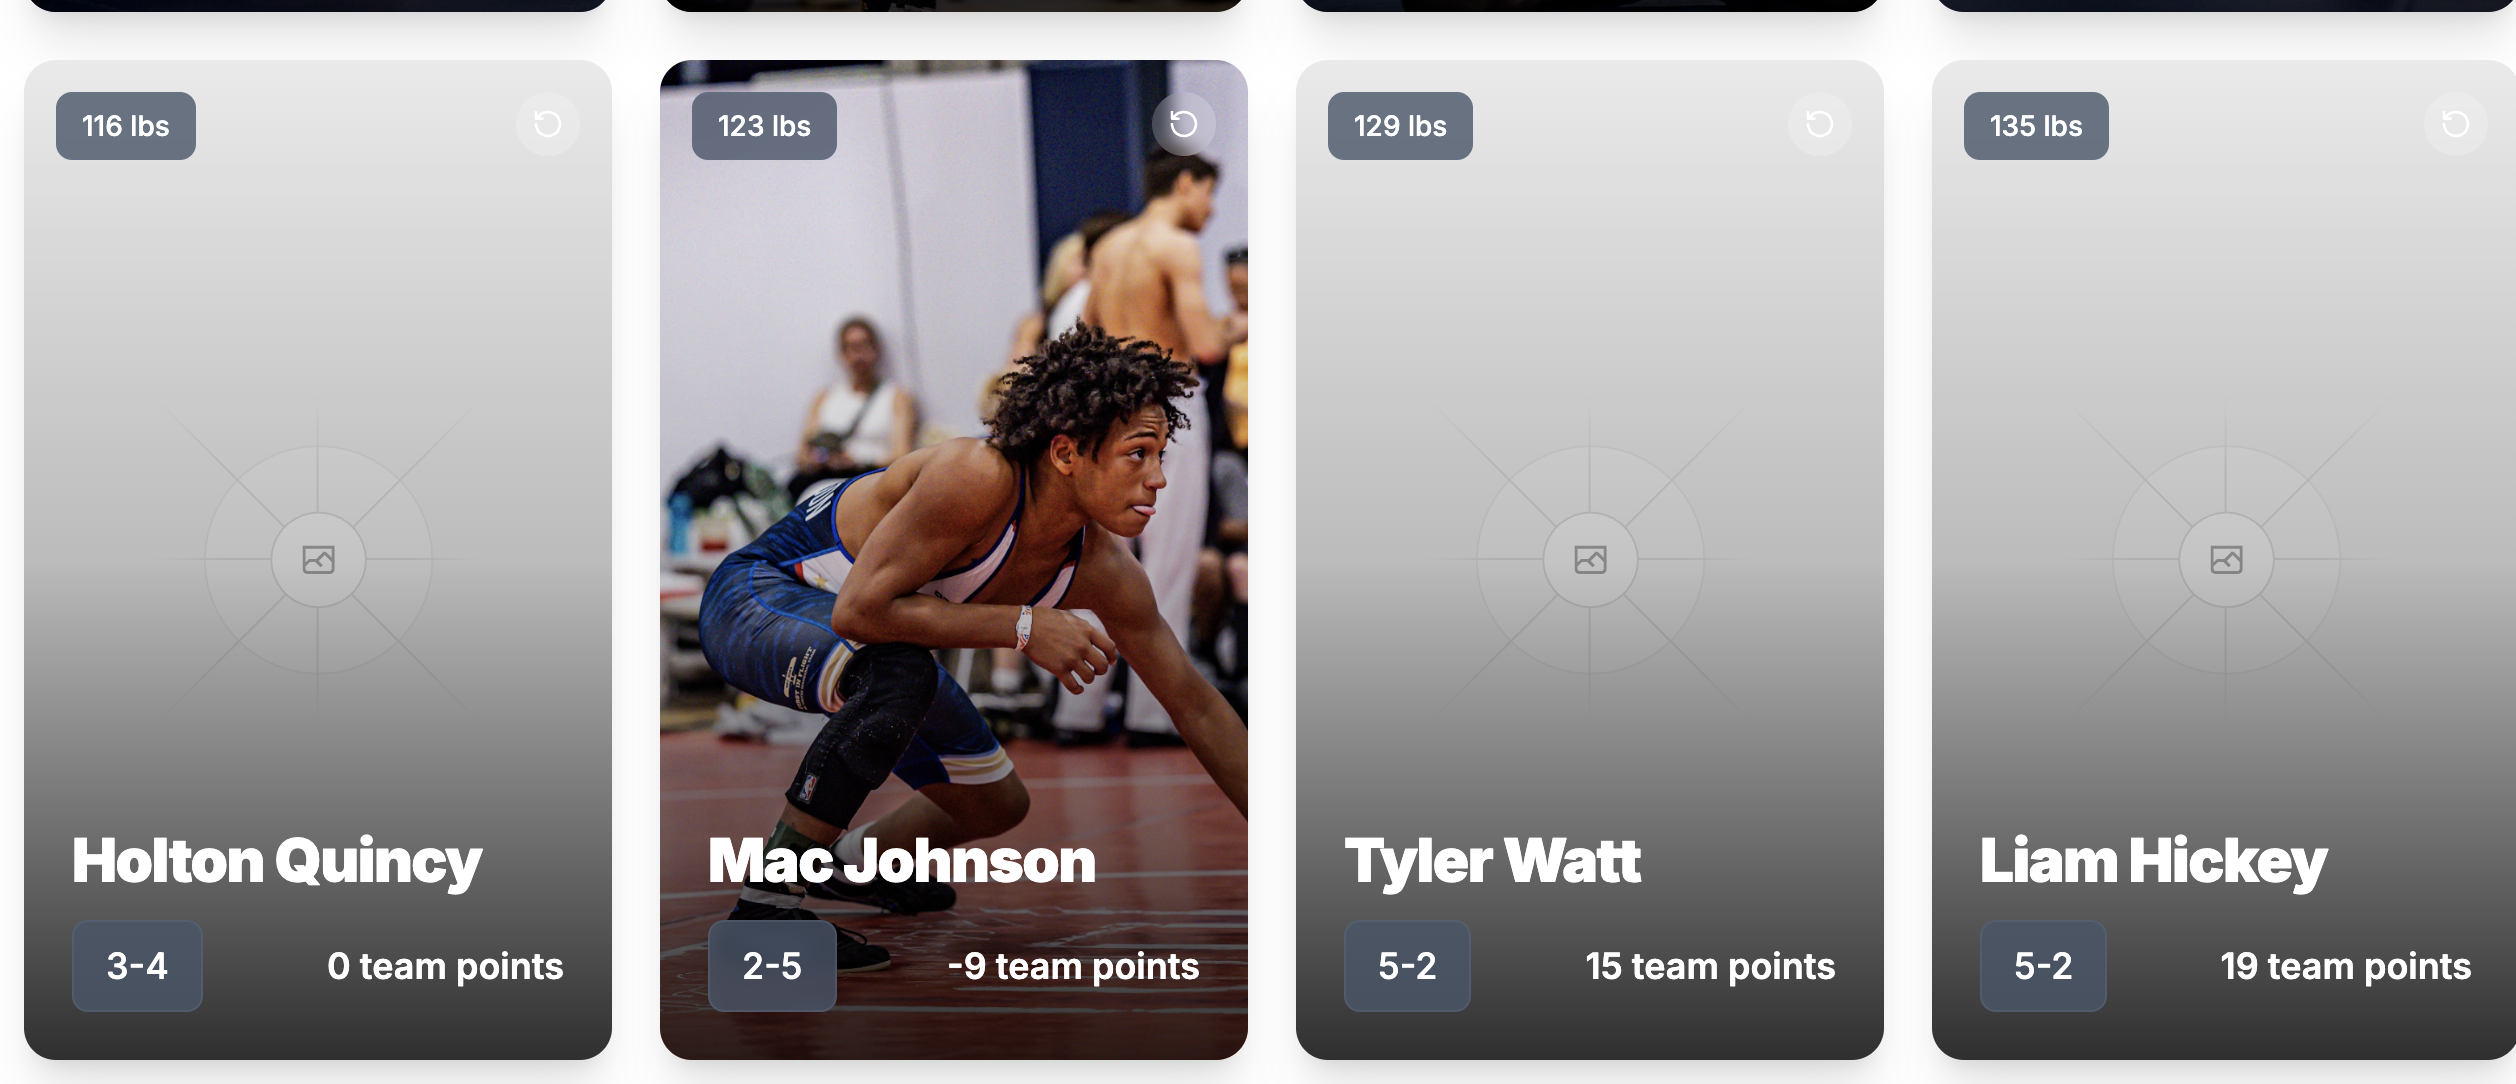 116 lbs
123 lbs
129 lbs
135 lbs
Holton Quincy
Mac Johnson
Tyler Watt
Liam Hickey
3-4
0 team points
2-5
-9 team points
5-2
15 team points
5-2
19 team points